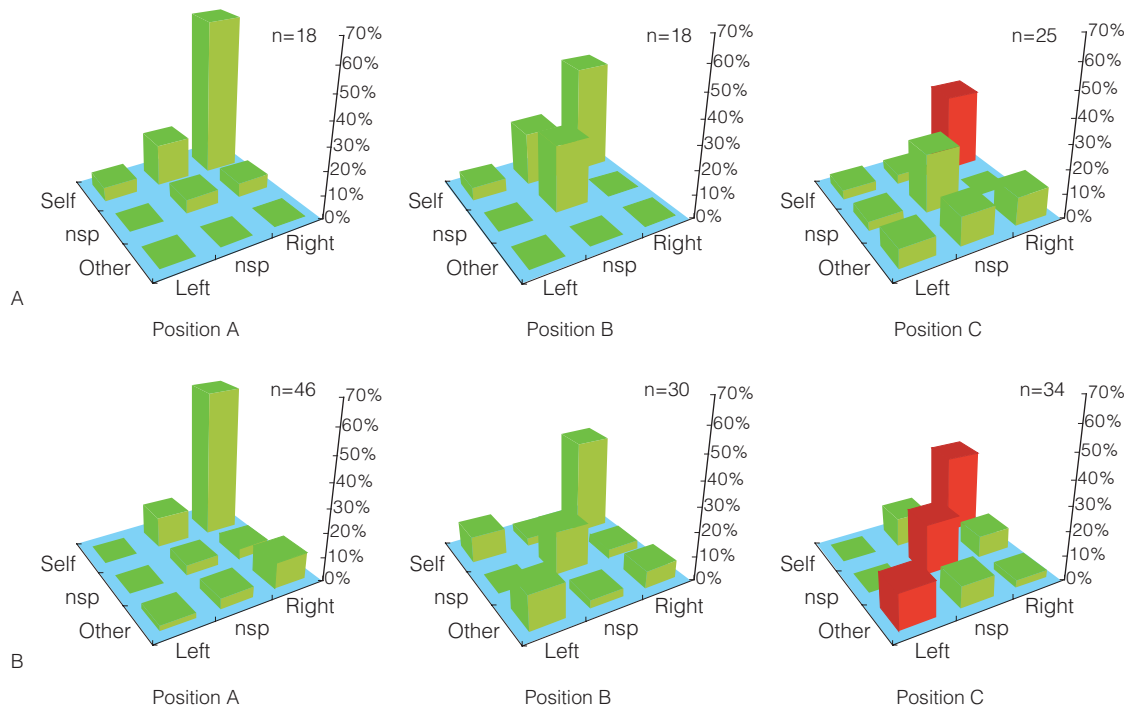 n=18
70%
60%
50%
40%
30%
20%
10%
0%
Self
nsp
Other
Left
nsp
Right
Position A
n=18
70%
60%
50%
40%
30%
20%
10%
0%
Self
nsp
Other
Left
nsp
Right
Position B
n=25
70%
60%
50%
40%
30%
20%
10%
0%
Self
nsp
Other
Left
nsp
Right
Position C
A
n=46
70%
60%
50%
40%
30%
20%
10%
0%
Self
nsp
Other
Left
nsp
Right
Position A
n=30
70%
60%
50%
40%
30%
20%
10%
0%
Self
nsp
Other
Left
nsp
Right
Position B
n=34
70%
60%
50%
40%
30%
20%
10%
0%
Self
nsp
Other
Left
nsp
Right
Position C
B